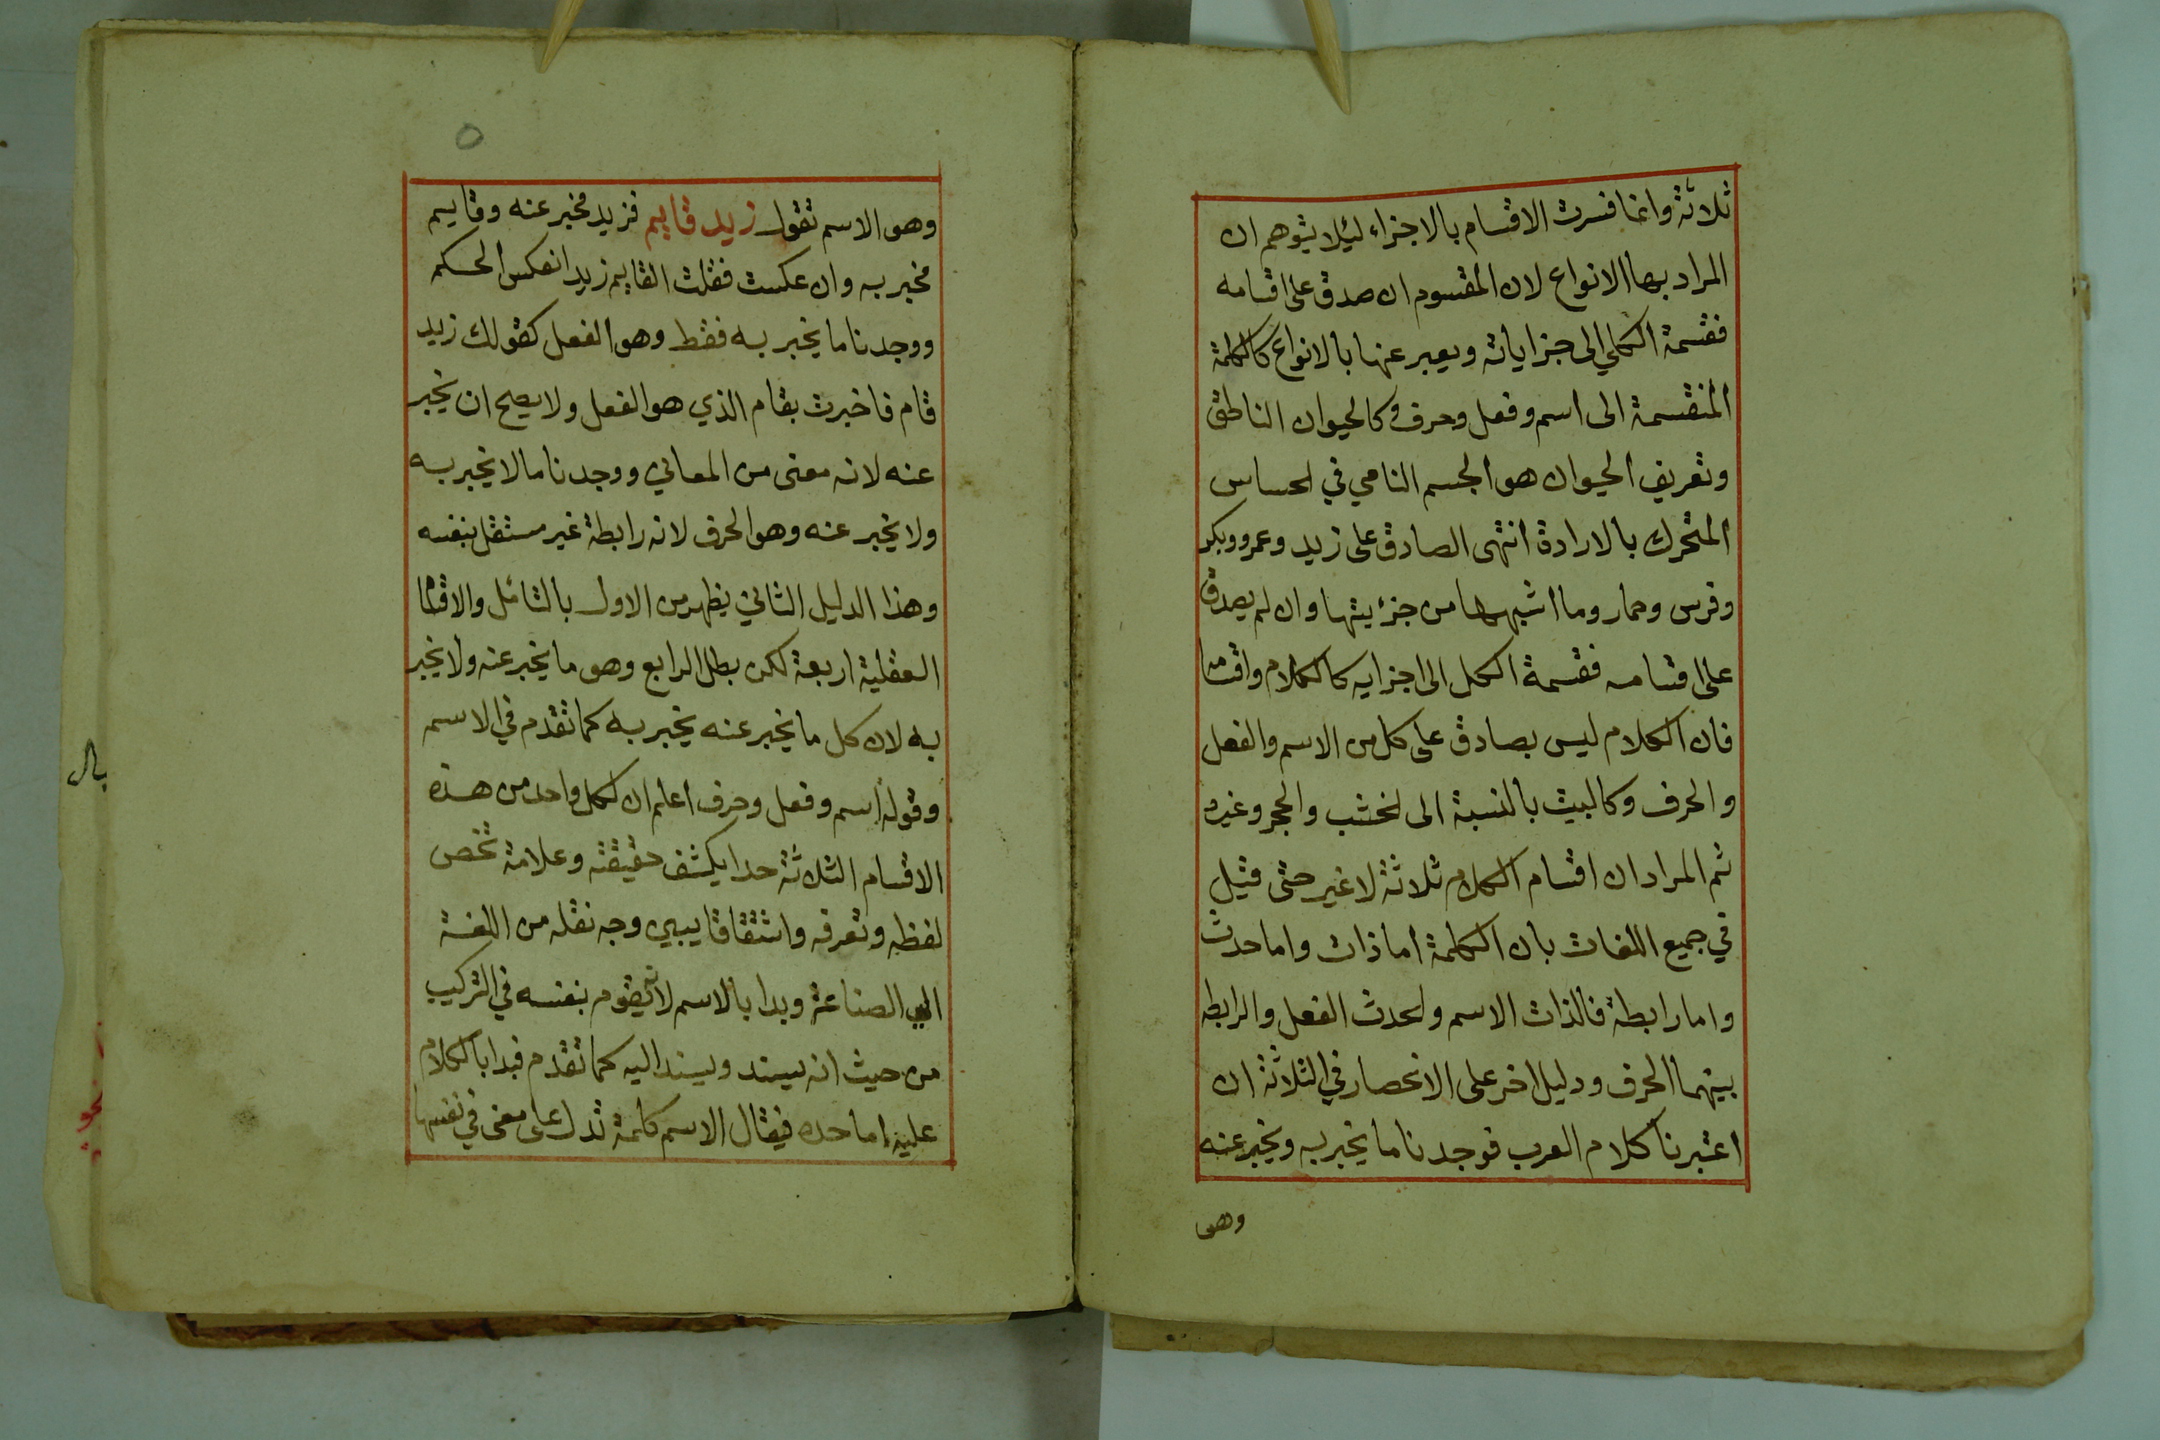 ثلاثة وانما فسرت الاقسام بالاجزاء ليئلا يتوهم ان
المراد بها الانواع لان المقسوم ان صدق على اقسامه
فقسمة الكلي الى جزاياته ويعبر عنها بالانواع كالكلمة
المنقسمة الى اسم وفعل وحرف وكالحيوان الناطق
وتعريف الحيوان هو الجسم النامي في الحساس
المتحرك بالارادة انتهى الصادق على زيد وعمرو وبكر
وفرس وحمار وما اشبهها من جزئيتها وان لم يصدق
على اقسامه فقسمة الكل الى اجزايه كالكلام واقسامه
فان الكلام ليس بصادق على كل من الاسم والفعل
والحرف وكالبيت بالنسبة الى لخشب والحجر وغيره
ثم المراد ان اقسام الكلام ثلاثة لا غير حتى قيل
في جميع اللغات بان الكلمة اما ذات واما حدث
واما رابطة فالذات الاسم ولحدث الفعل والرابطه
بينهما الحرف ودليل اخر على الانحصار في الثلاثة ان
اعتبرنا كلام العرب فوجدنا ما يخبر به ويخبر عنه
وهو
٥
وهو الاسم تقول زيد قايم فزيد مخبر عنه وقايم
مخبر به وان عكست فقلت القايم زيد انعكس الحكم
ووجدنا ما يخبر به فقط وهو الفعل كقولك زيد
قام فاخبرت بقام الذي هو الفعل ولا يصح ان يخبر
عنه لانه معنى من المعاني ووجدنا ما لا يخبر به
ولا يخبر عنه وهو الحرف لانه رابطة غير مستقل بنفسه
وهذا الدليل الثاني يظهر من الاول بالتائل والاقسام
العقلية اربعة لكن بطل الرابع وهو ما يخبر عنه ولا يخبر
به لان كل ما يخبر عنه يخبر به كما تقدم في الاسم
وقوله اسم وفعل وحرف اعلم ان لكل واحد من هذه
الاقسام الثلاثة حدا يكشف حقيقته وعلامة تخص
لفظه وتعرفه واشتقاقا يبين وجه نقله من اللغة
الى الصناعة وبدا بالاسم لانه يقوم بنفسه في التركيب
من حيث انه يسند ويسند اليه كما تقدم فبدا بالكلام
عليه اما حده فيقال الاسم كلمة تدل على معنى في نفسها